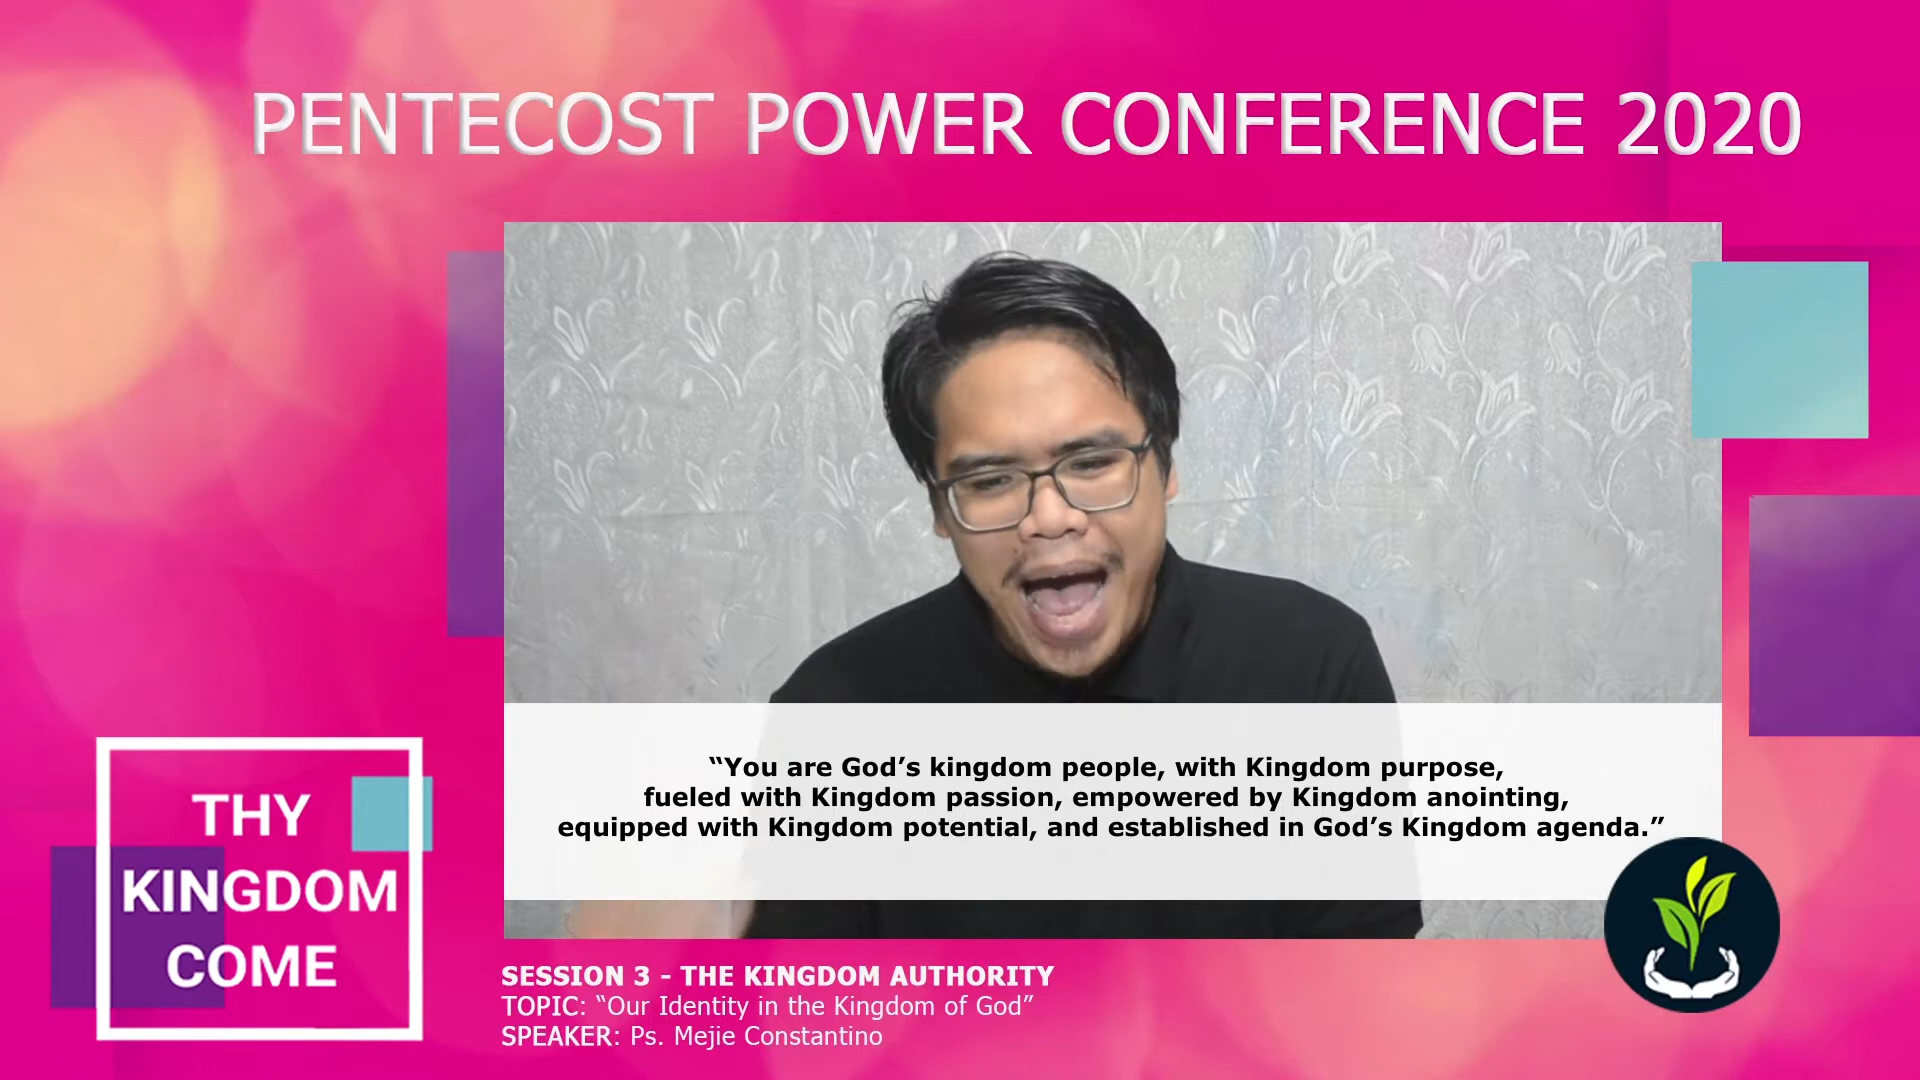 PENTECOST POWER CONFERENCE 2020
“You are God’s kingdom people, with Kingdom purpose,
fueled with Kingdom passion, empowered by Kingdom anointing,
equipped with Kingdom potential, and established in God’s Kingdom agenda.”
THY
KINGDOM
COME
SESSION 3 - THE KINGDOM AUTHORITY
TOPIC: “Our Identity in the Kingdom of God”
SPEAKER: Ps. Mejie Constantino